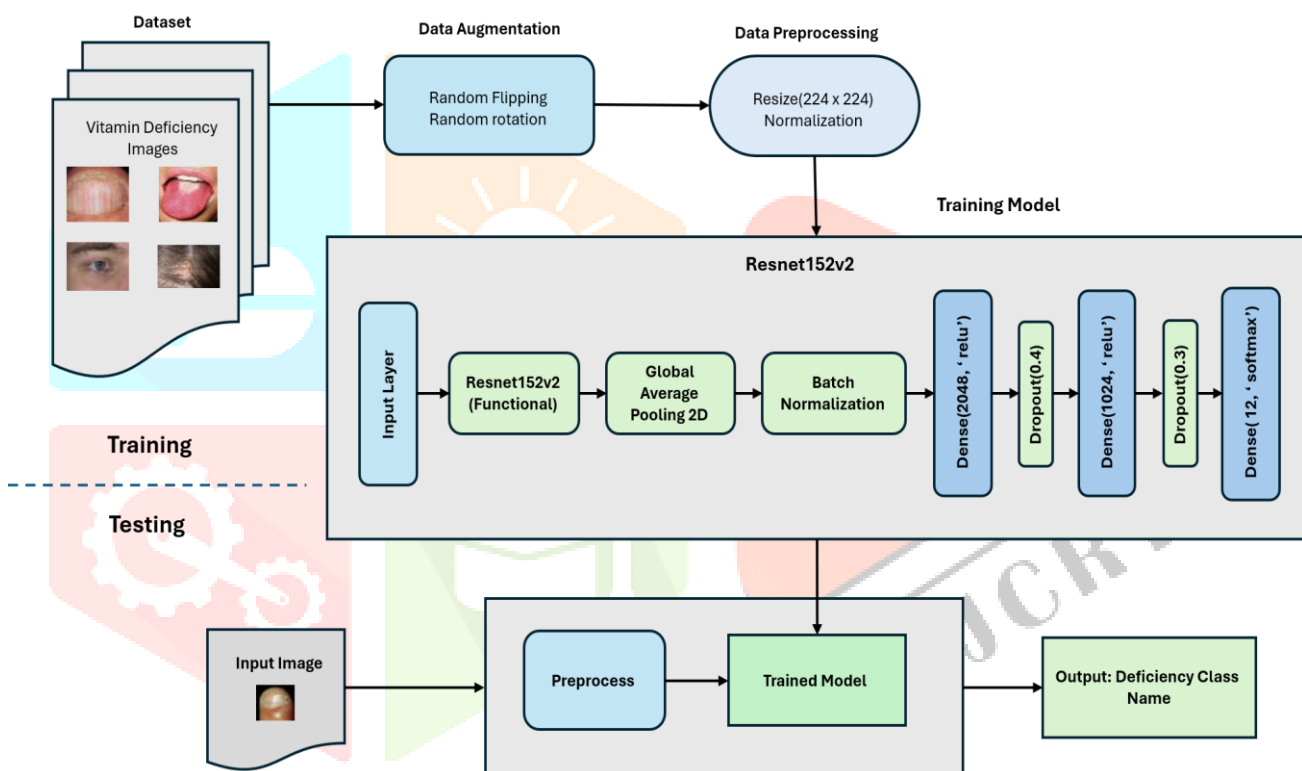 Dataset
Data Augmentation
Data Preprocessing
Vitamin Deficiency
Images
Random Flipping
Random rotation
Resize(224 x 224)
Normalization
Training Model
Resnet152v2
Input Layer
Resnet152v2
(Functional)
Global
Average
Pooling 2D
Batch
Normalization
Dense(2048, ‘ relu’)
Dropout(0.4)
Dense(1024, ‘ relu’)
Dropout(0.3)
Dense( 12, ‘ softmax’)
Training
Testing
Input Image
Preprocess
Trained Model
Output: Deficiency Class
Name